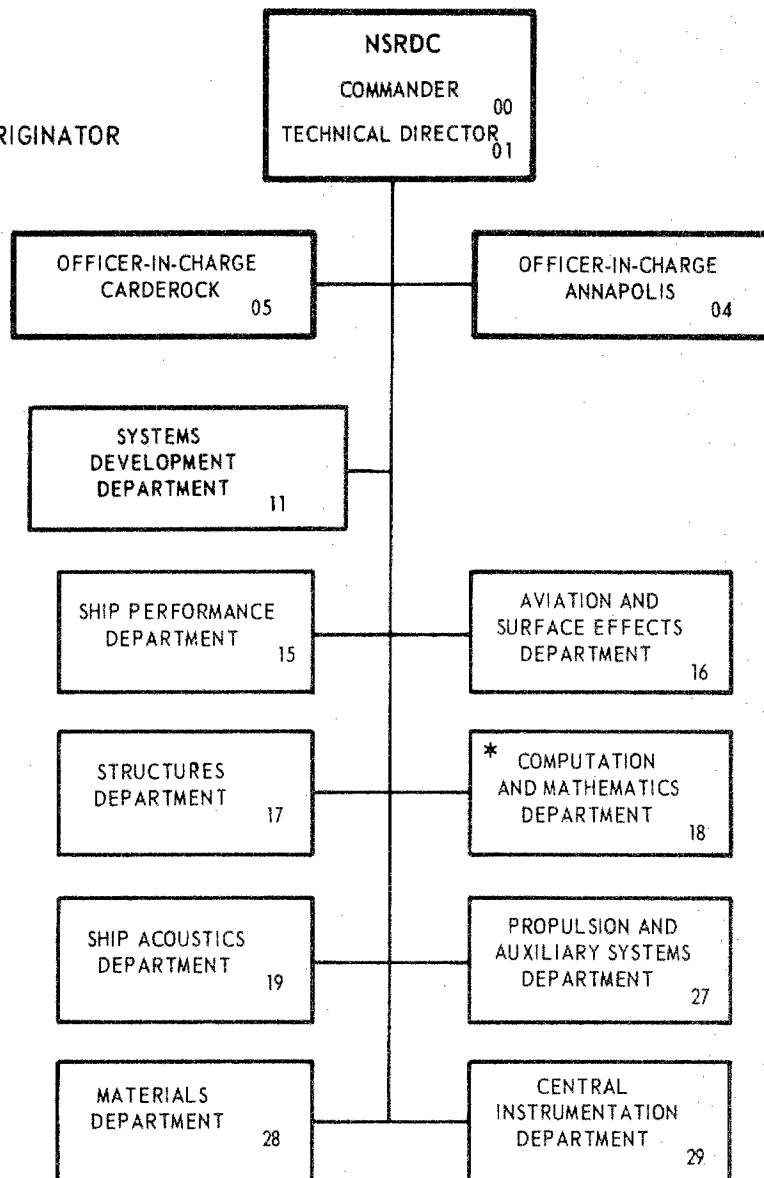 NSRDC
COMMANDER
00
TECHNICAL DIRECTOR
01
RIGINATOR
OFFICER-IN-CHARGE
CARDEROCK
05
OFFICER-IN-CHARGE
ANNAPOLIS
04
SYSTEMS
DEVELOPMENT
DEPARTMENT
11
SHIP PERFORMANCE
DEPARTMENT
15
AVIATION AND
SURFACE EFFECTS
DEPARTMENT
16
STRUCTURES
DEPARTMENT
17
* COMPUTATION
AND MATHEMATICS
DEPARTMENT
18
SHIP ACOUSTICS
DEPARTMENT
19
PROPULSION AND
AUXILIARY SYSTEMS
DEPARTMENT
27
MATERIALS
DEPARTMENT
28
CENTRAL
INSTRUMENTATION
DEPARTMENT
29